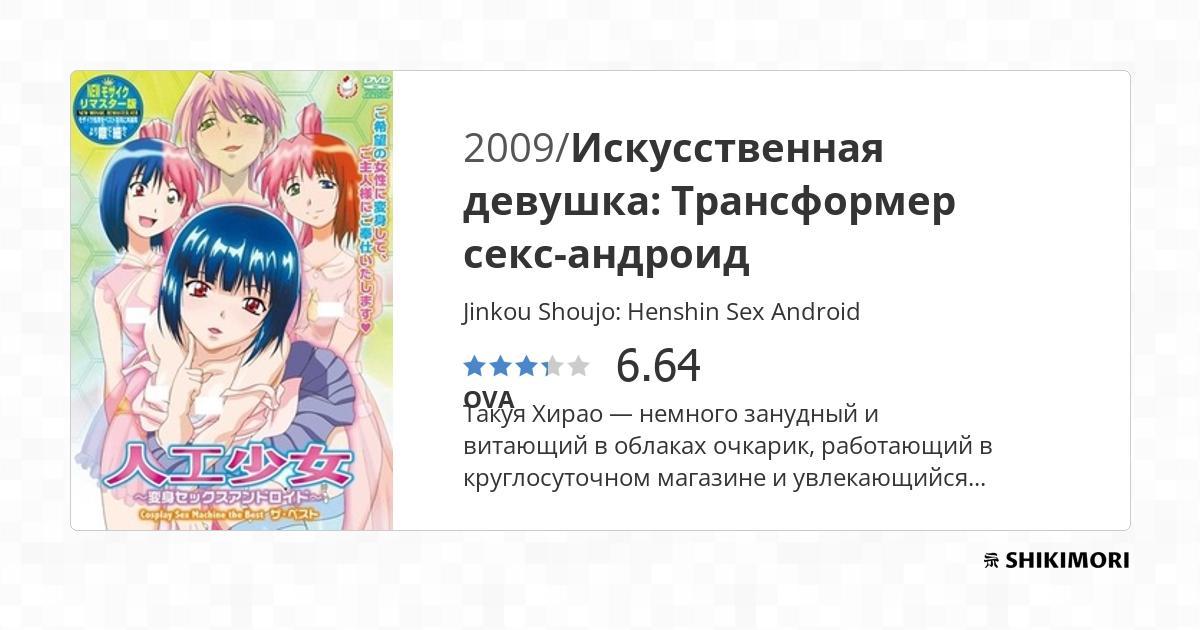 NEW モザイク
リマスター版
DVD
ご希望の女性に変身して、
ご主人様にご奉仕いたします♥
人工少女
～変身セックスアンドロイド～
Cosplay Sex Machine the Best ザ・ベスト
2009/Искусственная
девушка: Трансформер
секс-андроид
Jinkou Shoujo: Henshin Sex Android
6.64
OVA
Такуя Хирао — немного занудный и
витающий в облаках очкарик, работающий в
круглосуточном магазине и увлекающийся...
SHIKIMORI